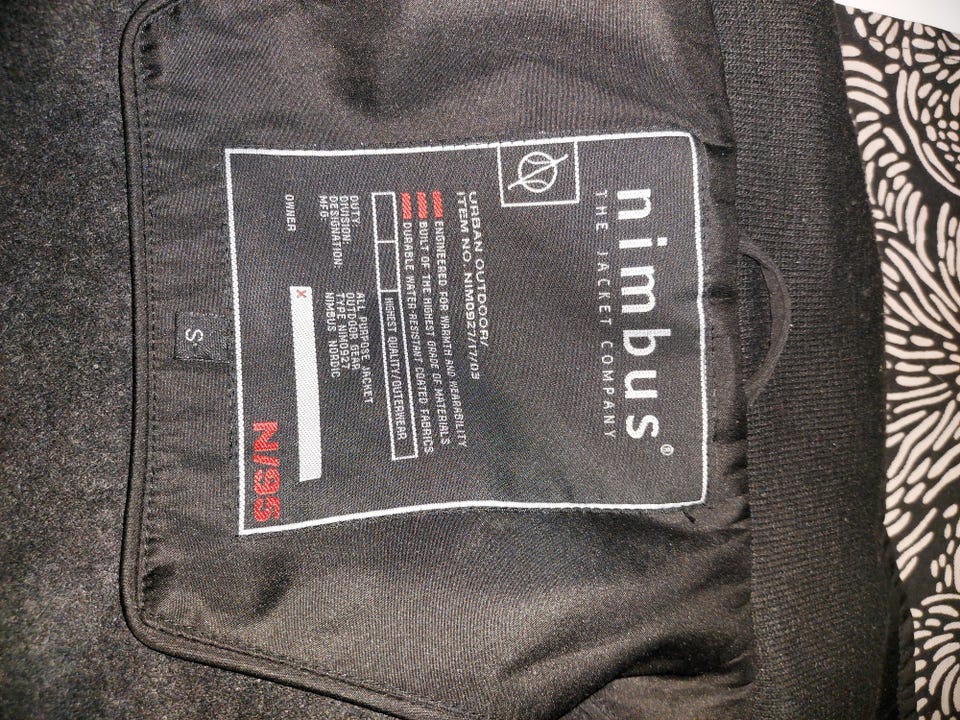 nimbus®
THE JACKET COMPANY
URBAN OUTDOOR/
ITEM NO. NIM0927/17/03
ENGINEERED FOR WARMTH AND WEARABILITY
BUILT OF THE HIGHEST GRADE OF MATERIALS
DURABLE WATER-RESISTANT COATED FABRICS
HIGHEST QUALITY/OUTERWEAR
DUTY: ALL PURPOSE JACKET
DIVISION: OUTDOOR GEAR
DESIGNATION: TYPE NIM0927
MFG: NIMBUS NORDIC
OWNER X
N/95
S